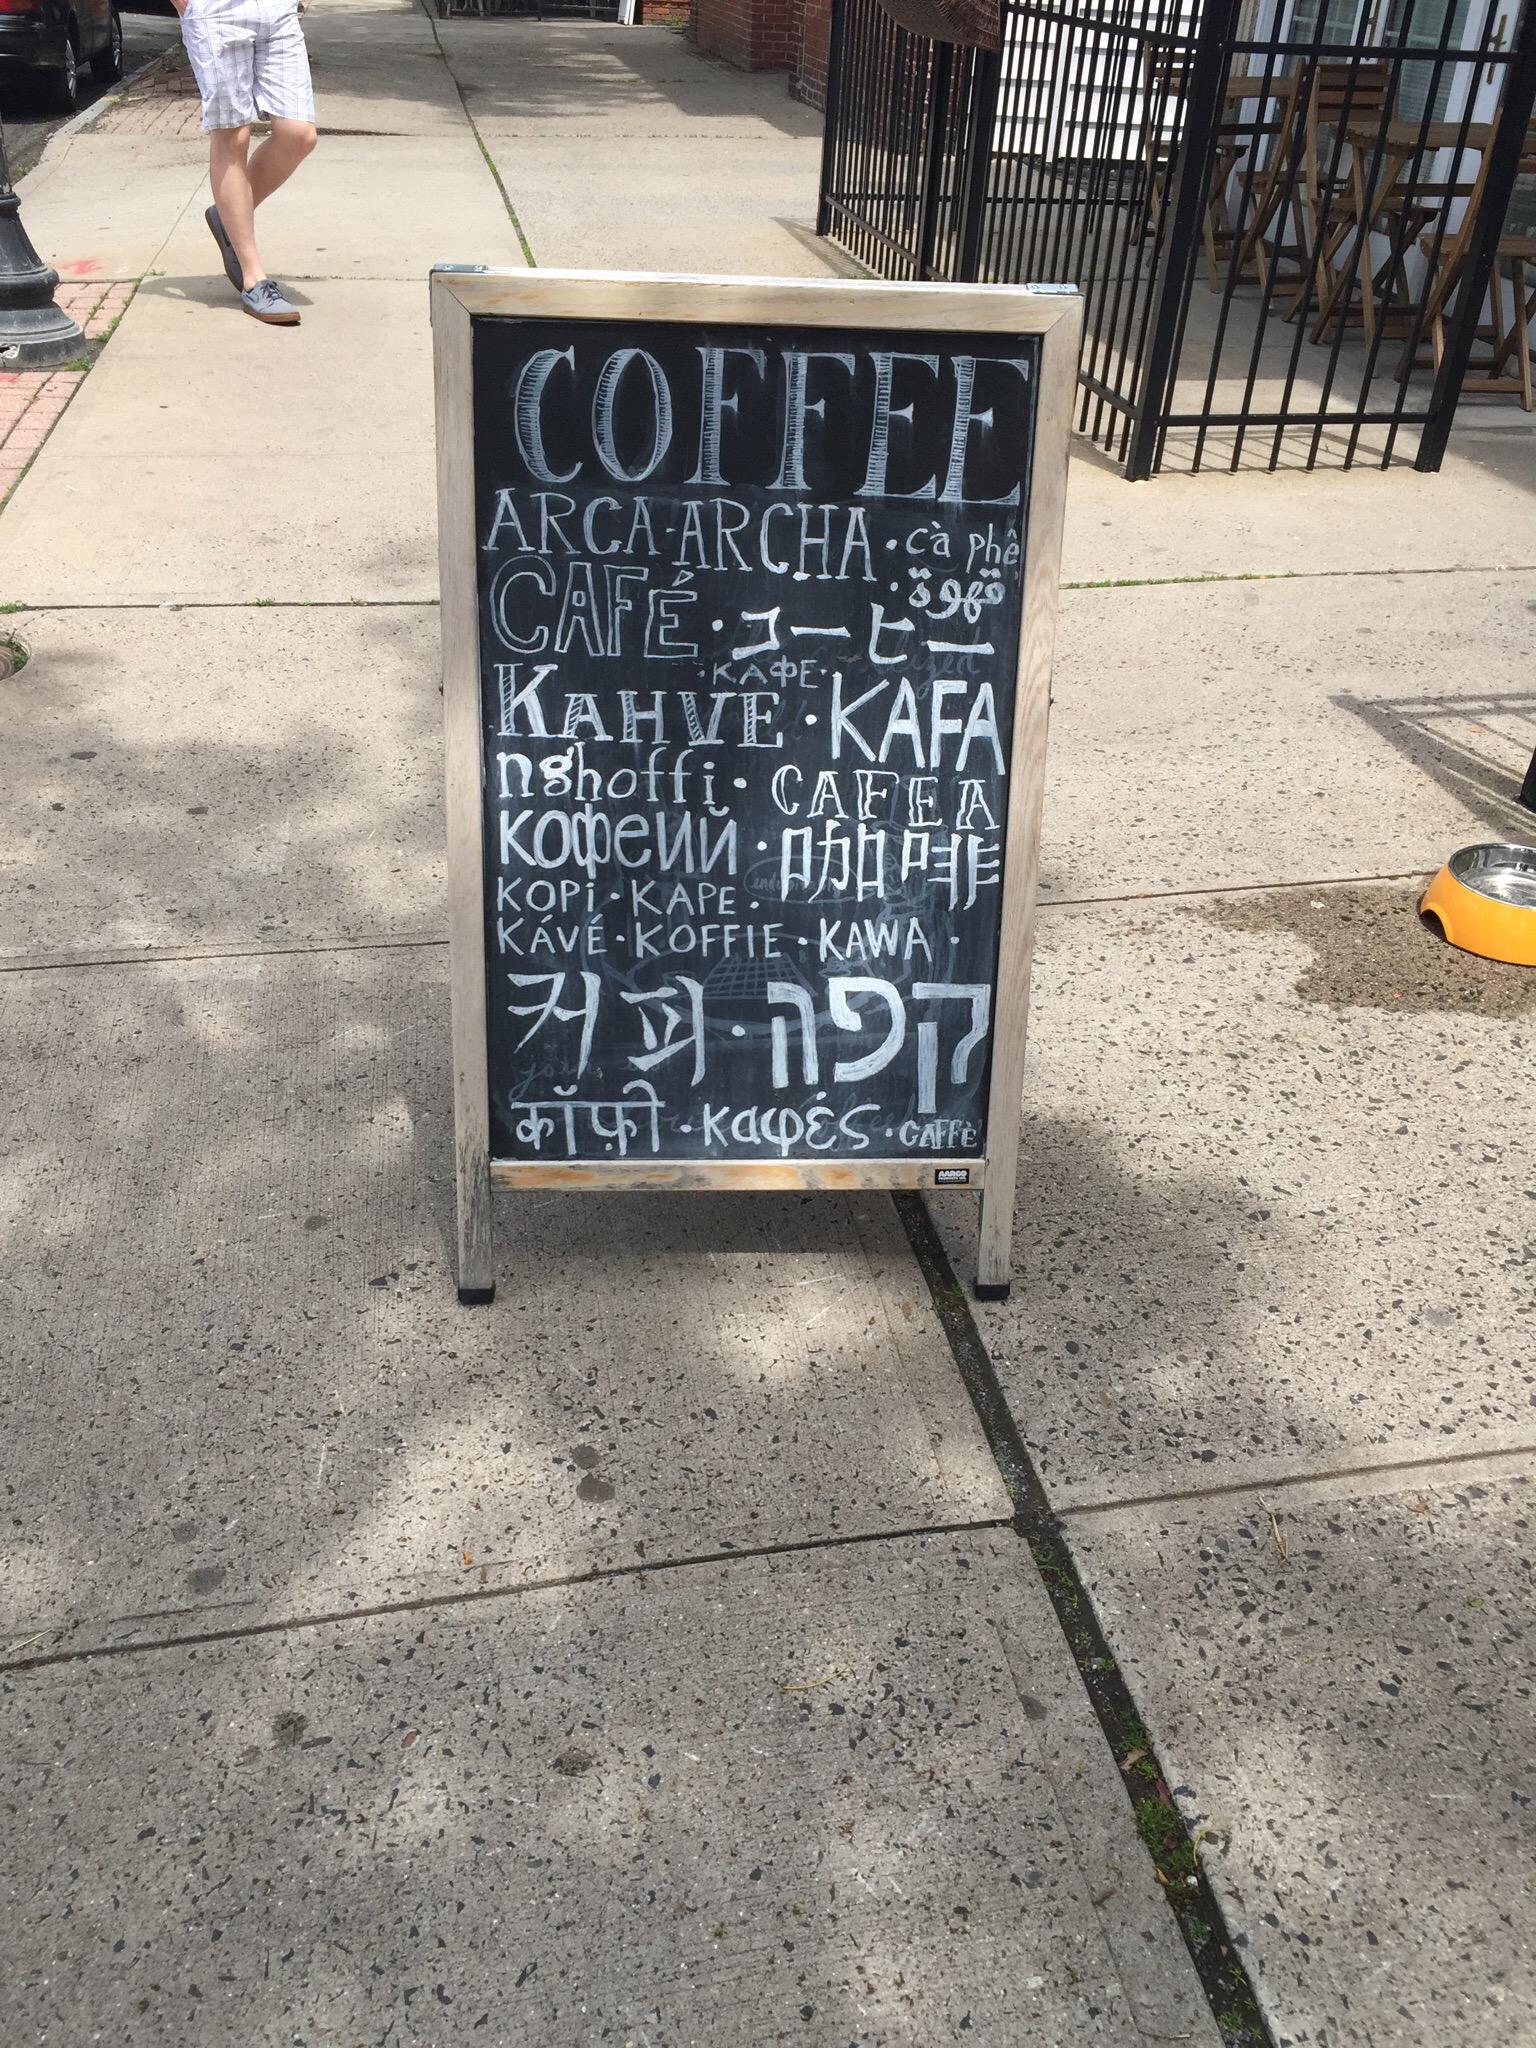 COFFEE
ARCA-ARCHA · cà phê
· قهوة
CAFÉ · コーヒー
· КАФЕ ·
KAHVE · KAFA
nghoffi · CAFEA
кофеий · 咖啡
KOPi · KAPE ·
KÁVÉ · KOFFIE · KAWA ·
커피 · קפה
कॉफ़ी · καφές · CAFFÈ
AARCO